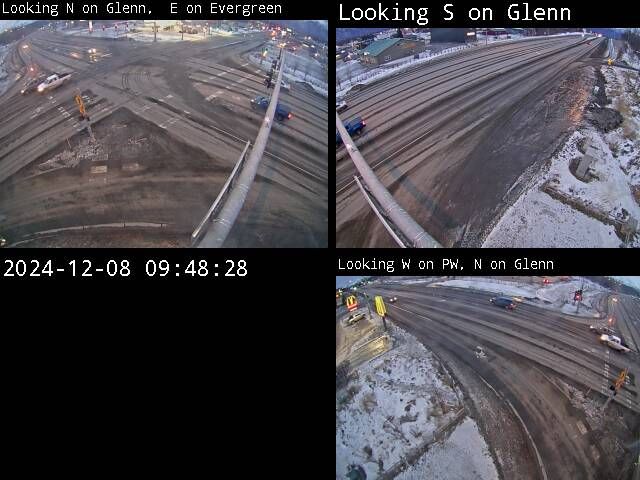 Looking N on Glenn,  E on Evergreen
Looking S on Glenn
2024-12-08 09:48:28
Looking W on PW, N on Glenn